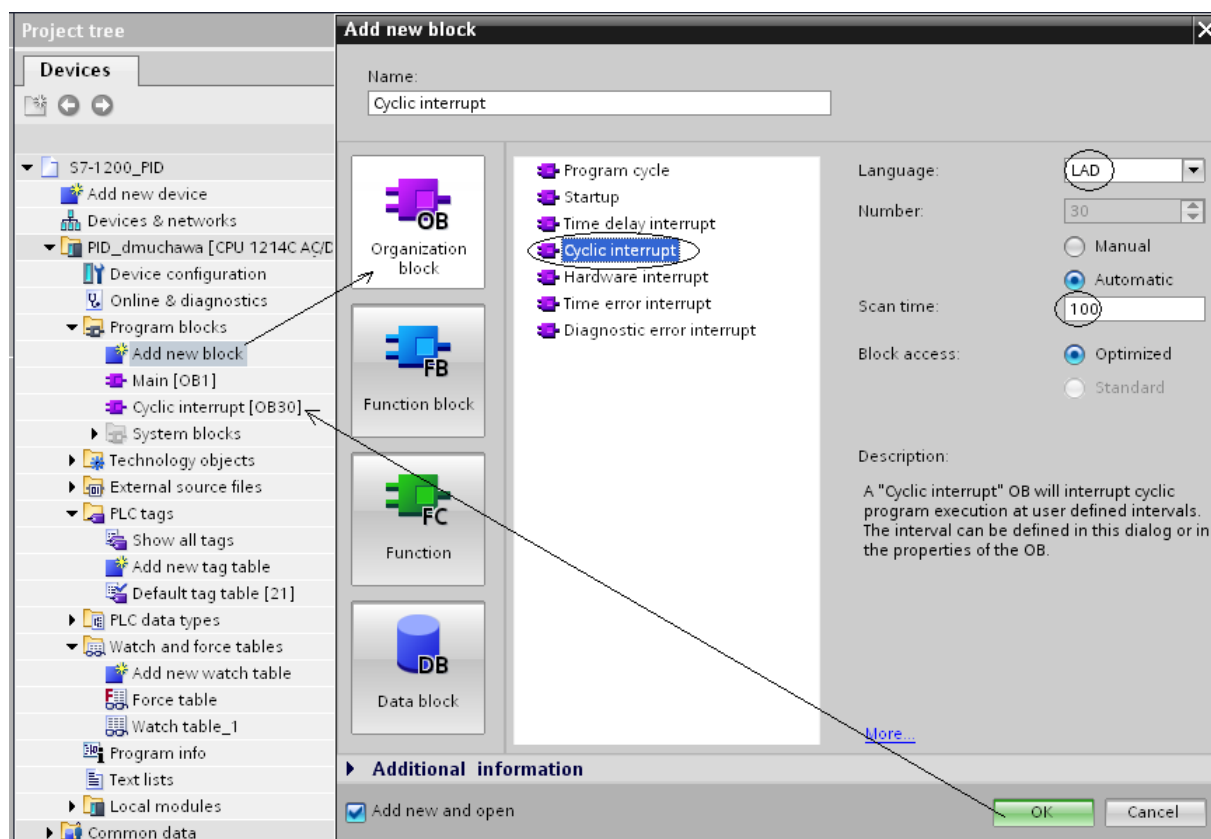 Project tree
Devices
S7-1200_PID
Add new device
Devices & networks
PID_dmuchawa [CPU 1214C AC/D
Device configuration
Online & diagnostics
Program blocks
Add new block
Main [OB1]
Cyclic interrupt [OB30]
System blocks
Technology objects
External source files
PLC tags
Show all tags
Add new tag table
Default tag table [21]
PLC data types
Watch and force tables
Add new watch table
Force table
Watch table_1
Program info
Text lists
Local modules
Common data
Add new block
Name:
Cyclic interrupt
OB
Organization
block
FB
Function block
FC
Function
DB
Data block
Program cycle
Startup
Time delay interrupt
Cyclic interrupt
Hardware interrupt
Time error interrupt
Diagnostic error interrupt
Language:
LAD
Number:
30
Manual
Automatic
Scan time:
100
Block access:
Optimized
Standard
Description:
A "Cyclic interrupt" OB will interrupt cyclic
program execution at user defined intervals.
The interval can be defined in this dialog or in
the properties of the OB.
More...
Additional information
Add new and open
OK
Cancel